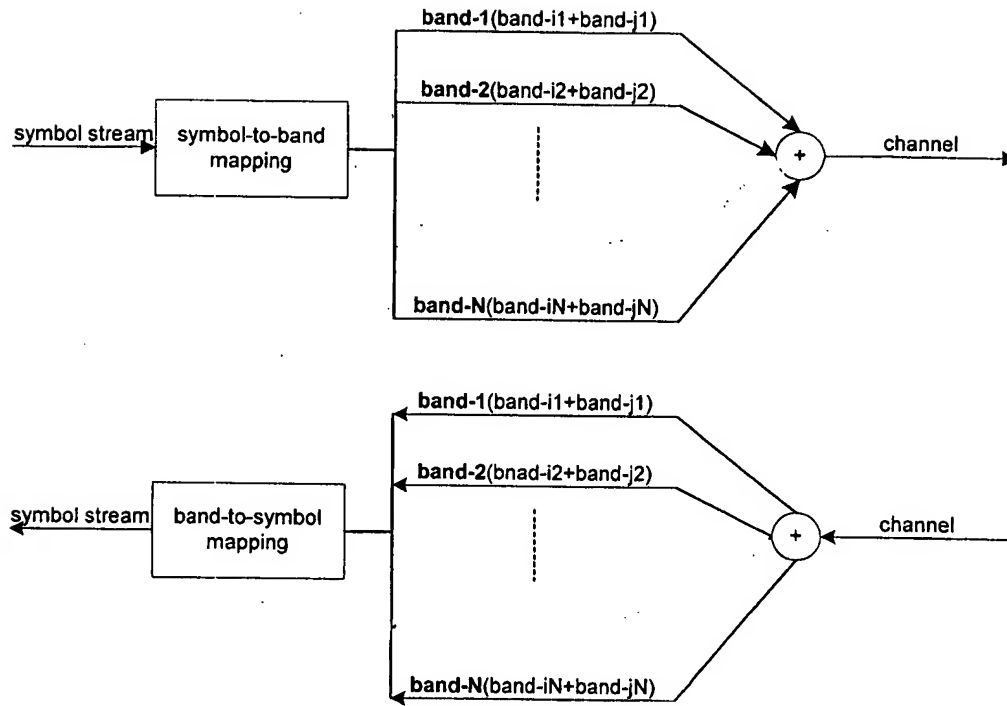 band-1(band-i1+band-j1)
band-2(band-i2+band-j2)
symbol stream
symbol-to-band
mapping
+
channel
band-N(band-iN+band-jN)
band-1(band-i1+band-j1)
band-2(bnad-i2+band-j2)
symbol stream
band-to-symbol
mapping
+
channel
band-N(band-iN+band-jN)